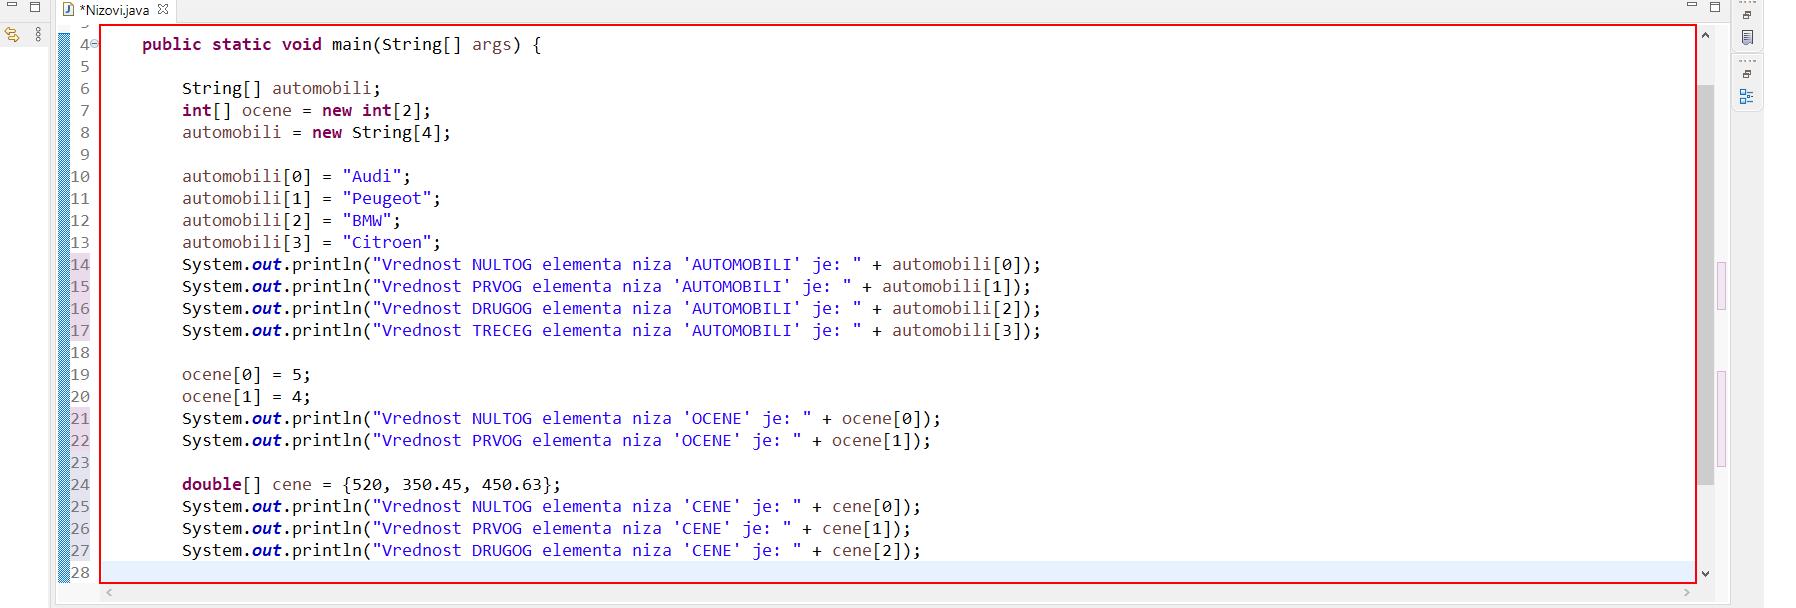 *Nizovi.java
4 public static void main(String[] args) {
5
6 String[] automobili;
7 int[] ocene = new int[2];
8 automobili = new String[4];
9
10 automobili[0] = "Audi";
11 automobili[1] = "Peugeot";
12 automobili[2] = "BMW";
13 automobili[3] = "Citroen";
14 System.out.println("Vrednost NULTOG elementa niza 'AUTOMOBILI' je: " + automobili[0]);
15 System.out.println("Vrednost PRVOG elementa niza 'AUTOMOBILI' je: " + automobili[1]);
16 System.out.println("Vrednost DRUGOG elementa niza 'AUTOMOBILI' je: " + automobili[2]);
17 System.out.println("Vrednost TRECEG elementa niza 'AUTOMOBILI' je: " + automobili[3]);
18
19 ocene[0] = 5;
20 ocene[1] = 4;
21 System.out.println("Vrednost NULTOG elementa niza 'OCENE' je: " + ocene[0]);
22 System.out.println("Vrednost PRVOG elementa niza 'OCENE' je: " + ocene[1]);
23
24 double[] cene = {520, 350.45, 450.63};
25 System.out.println("Vrednost NULTOG elementa niza 'CENE' je: " + cene[0]);
26 System.out.println("Vrednost PRVOG elementa niza 'CENE' je: " + cene[1]);
27 System.out.println("Vrednost DRUGOG elementa niza 'CENE' je: " + cene[2]);
28